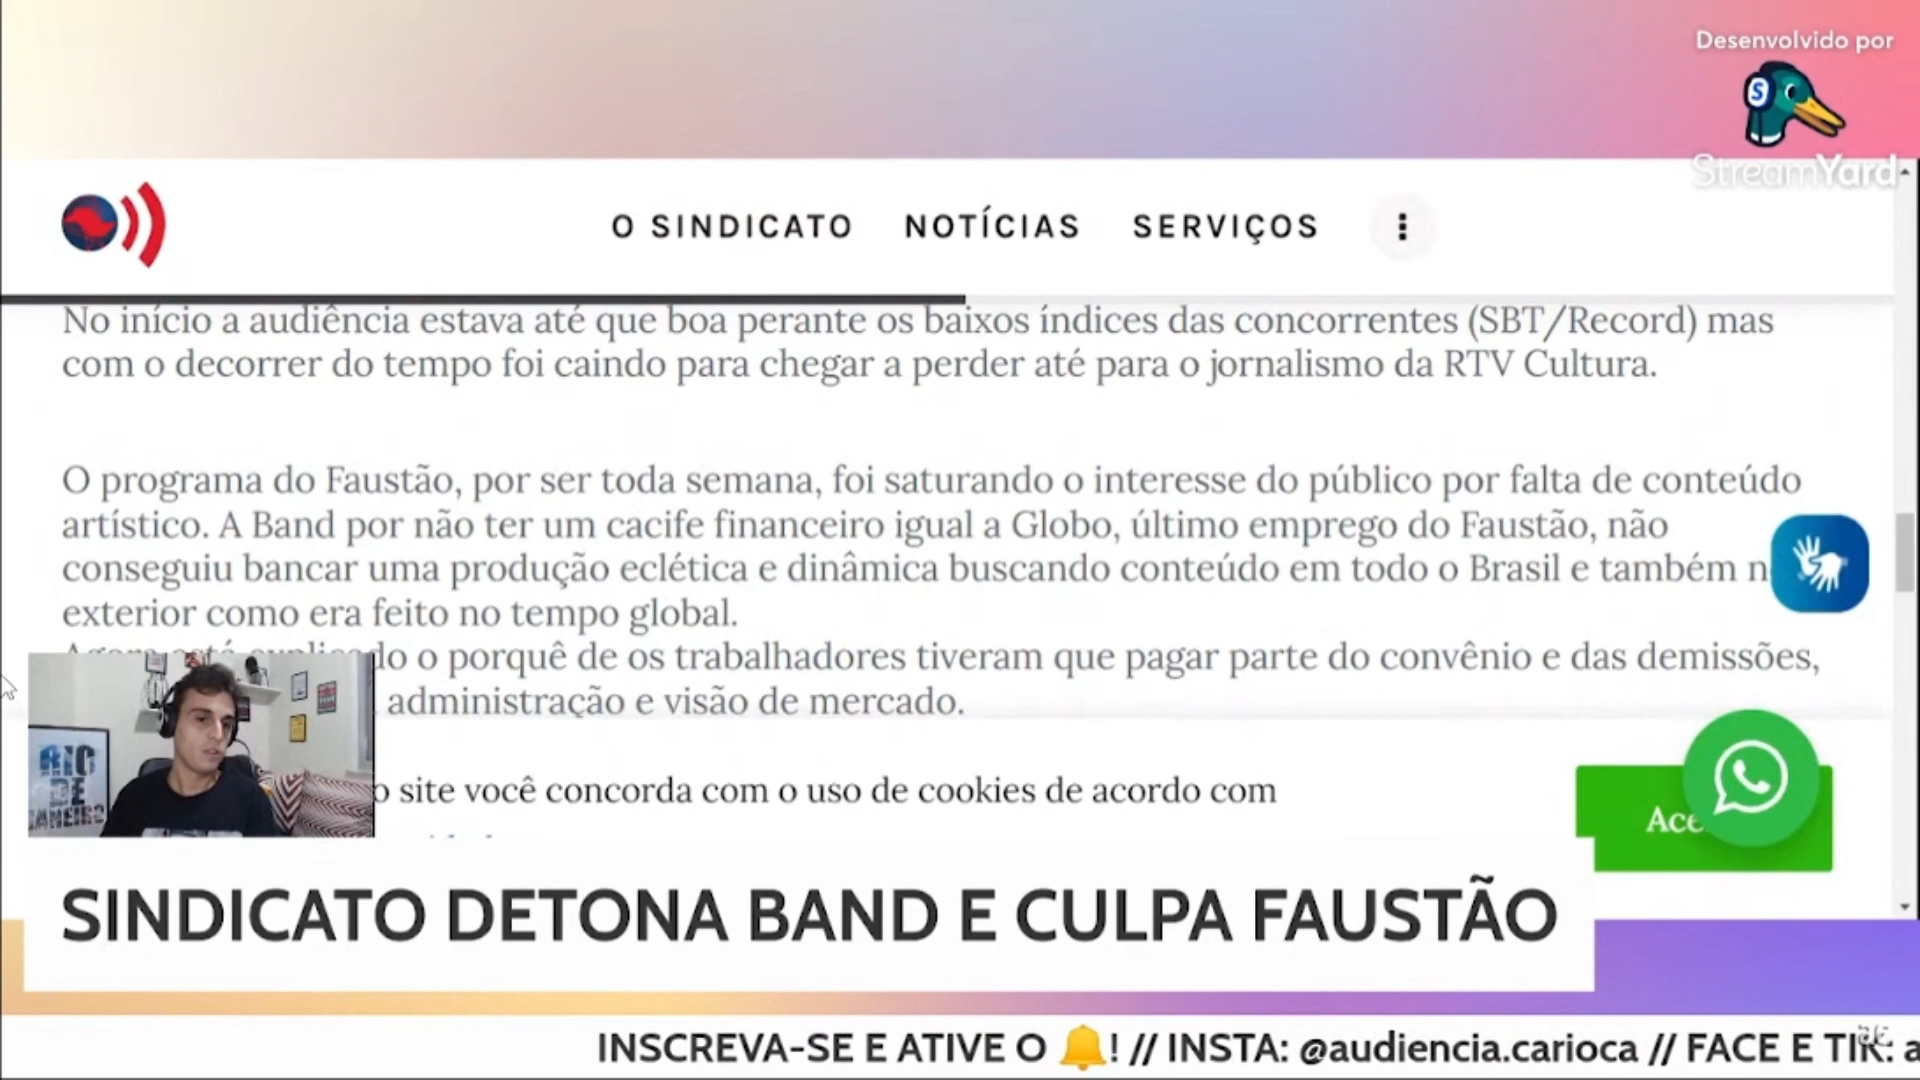 Desenvolvido por
StreamYard
O SINDICATO NOTÍCIAS SERVIÇOS
No início a audiência estava até que boa perante os baixos índices das concorrentes (SBT/Record) mas
com o decorrer do tempo foi caindo para chegar a perder até para o jornalismo da RTV Cultura.
O programa do Faustão, por ser toda semana, foi saturando o interesse do público por falta de conteúdo
artístico. A Band por não ter um cacife financeiro igual a Globo, último emprego do Faustão, não
conseguiu bancar uma produção eclética e dinâmica buscando conteúdo em todo o Brasil e também n
exterior como era feito no tempo global.
do o porquê de os trabalhadores tiveram que pagar parte do convênio e das demissões,
administração e visão de mercado.
RIO
DE
JANEIRO
o site você concorda com o uso de cookies de acordo com
Ace
SINDICATO DETONA BAND E CULPA FAUSTÃO
INSCREVA-SE E ATIVE O 🔔! // INSTA: @audiencia.carioca // FACE E TIK: a